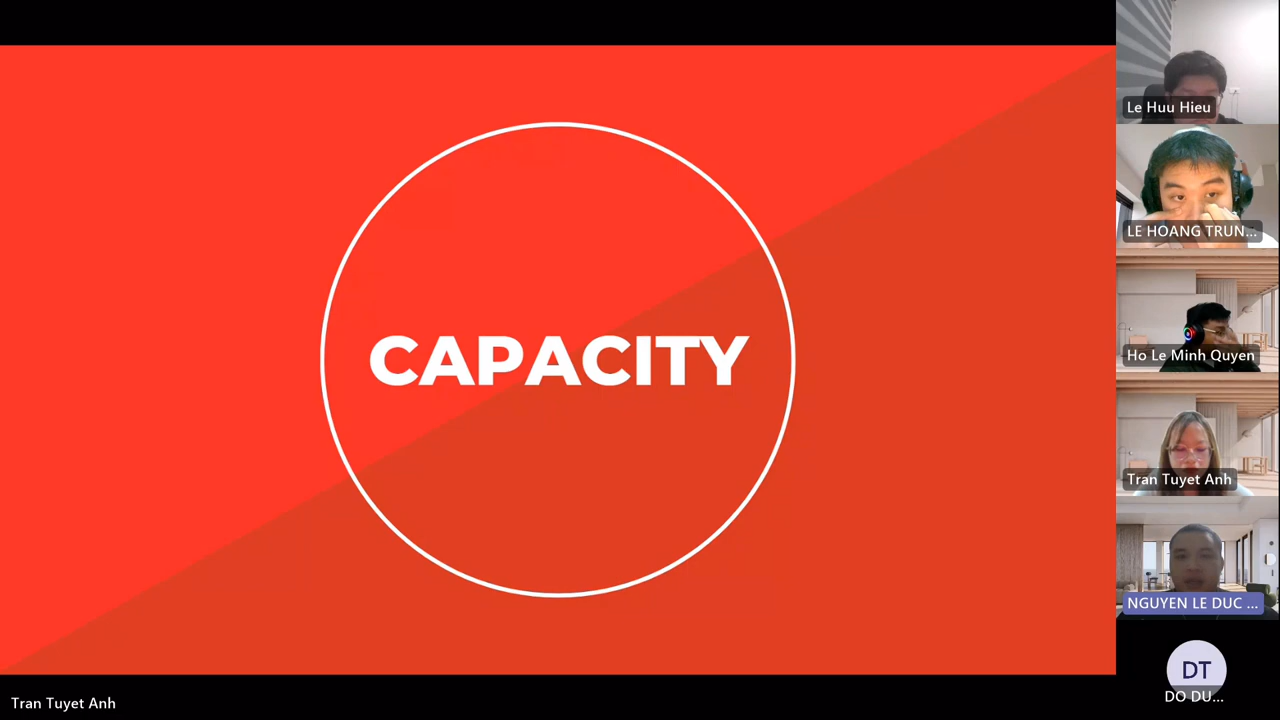 CAPACITY
Le Huu Hieu
LE HOANG TRUN...
Ho Le Minh Quyen
Tran Tuyet Anh
NGUYEN LE DUC ...
DT
DO DU...
Tran Tuyet Anh